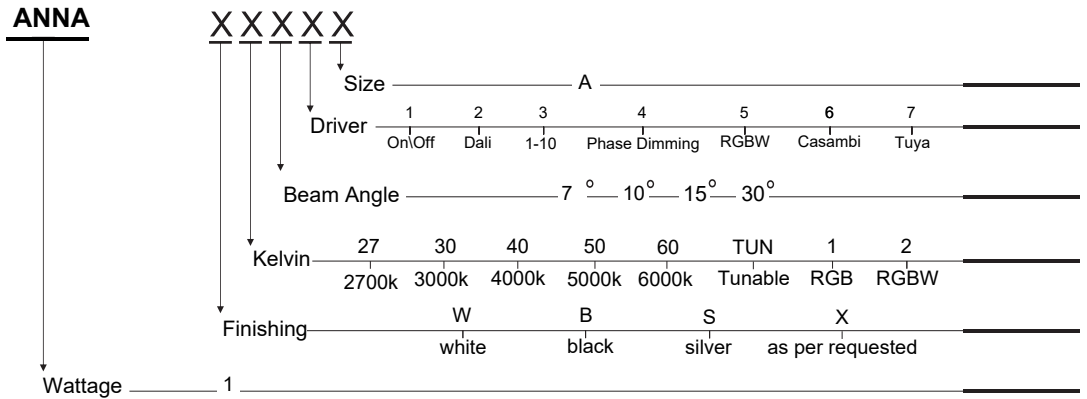 ANNA X X X X X
Size A
1 2 3 4 5 6 7
Driver
On\Off Dali 1-10 Phase Dimming RGBW Casambi Tuya
Beam Angle 7 ° 10° 15° 30°
27 30 40 50 60 TUN 1 2
Kelvin
2700k 3000k 4000k 5000k 6000k Tunable RGB RGBW
W B S X
Finishing
white black silver as per requested
Wattage 1